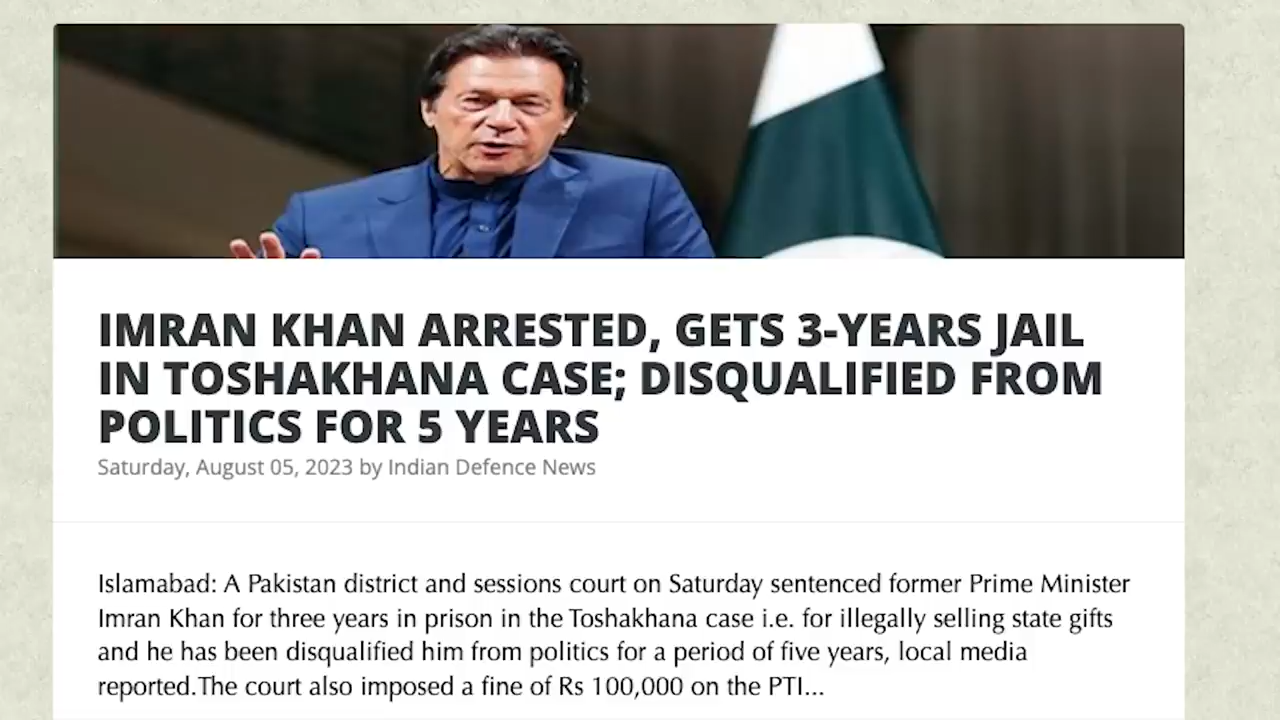 IMRAN KHAN ARRESTED, GETS 3-YEARS JAIL
IN TOSHAKHANA CASE; DISQUALIFIED FROM
POLITICS FOR 5 YEARS
Saturday, August 05, 2023 by Indian Defence News
Islamabad: A Pakistan district and sessions court on Saturday sentenced former Prime Minister
Imran Khan for three years in prison in the Toshakhana case i.e. for illegally selling state gifts
and he has been disqualified him from politics for a period of five years, local media
reported.The court also imposed a fine of Rs 100,000 on the PTI...